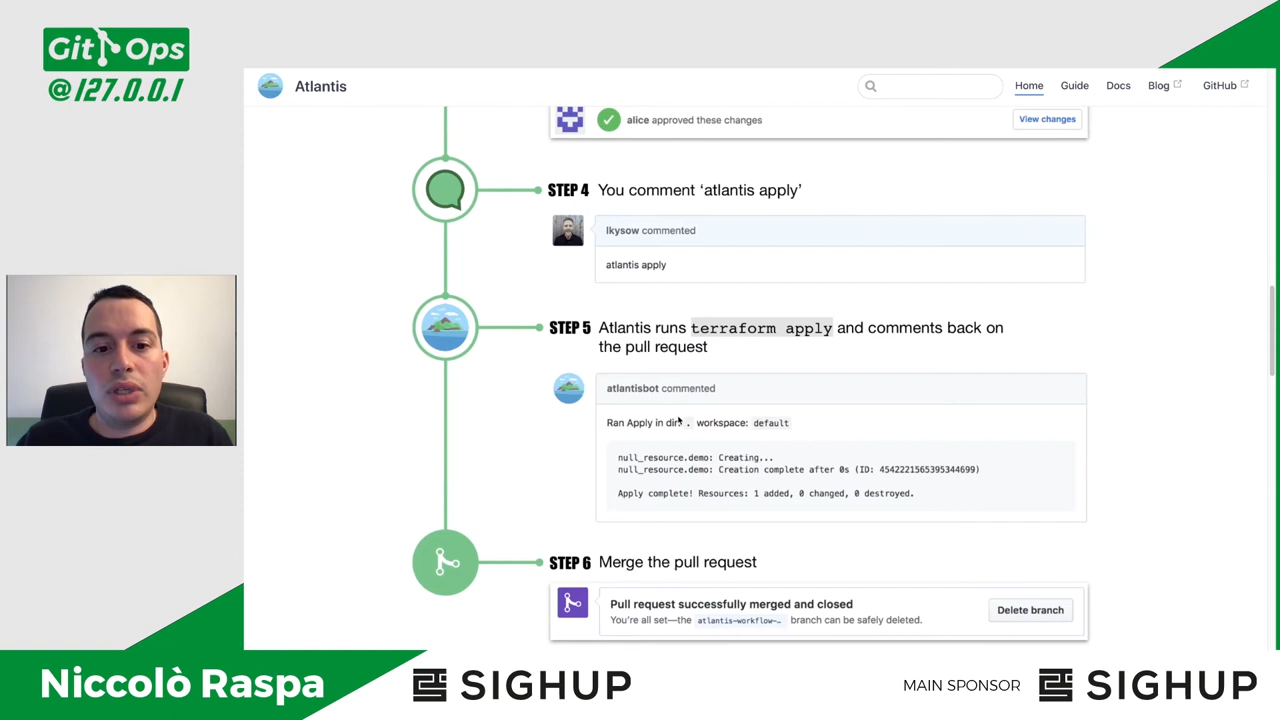 Git Ops
@127.0.0.1
Atlantis
Home
Guide
Docs
Blog
GitHub
alice approved these changes
View changes
STEP 4 You comment ‘atlantis apply’
lkysow commented
atlantis apply
STEP 5 Atlantis runs terraform apply and comments back on
the pull request
atlantisbot commented
Ran Apply in dir: . workspace: default
null_resource.demo: Creating...
null_resource.demo: Creation complete after 0s (ID: 4542221565395344699)
Apply complete! Resources: 1 added, 0 changed, 0 destroyed.
STEP 6 Merge the pull request
Pull request successfully merged and closed
Delete branch
You're all set—the atlantis-workflow-… branch can be safely deleted.
Niccolò Raspa
SIGHUP
MAIN SPONSOR
SIGHUP